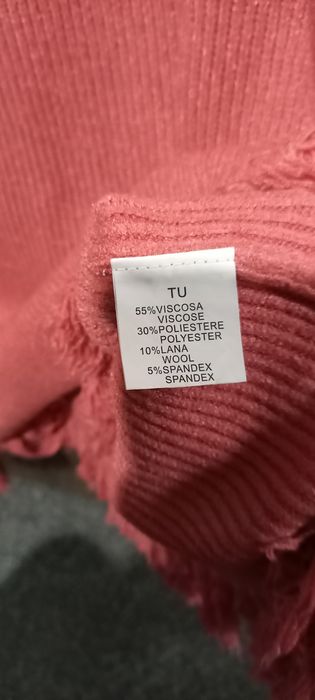 TU
55%VISCOSA
VISCOSE
30%POLIESTERE
POLYESTER
10%LANA
WOOL
5%SPANDEX
SPANDEX